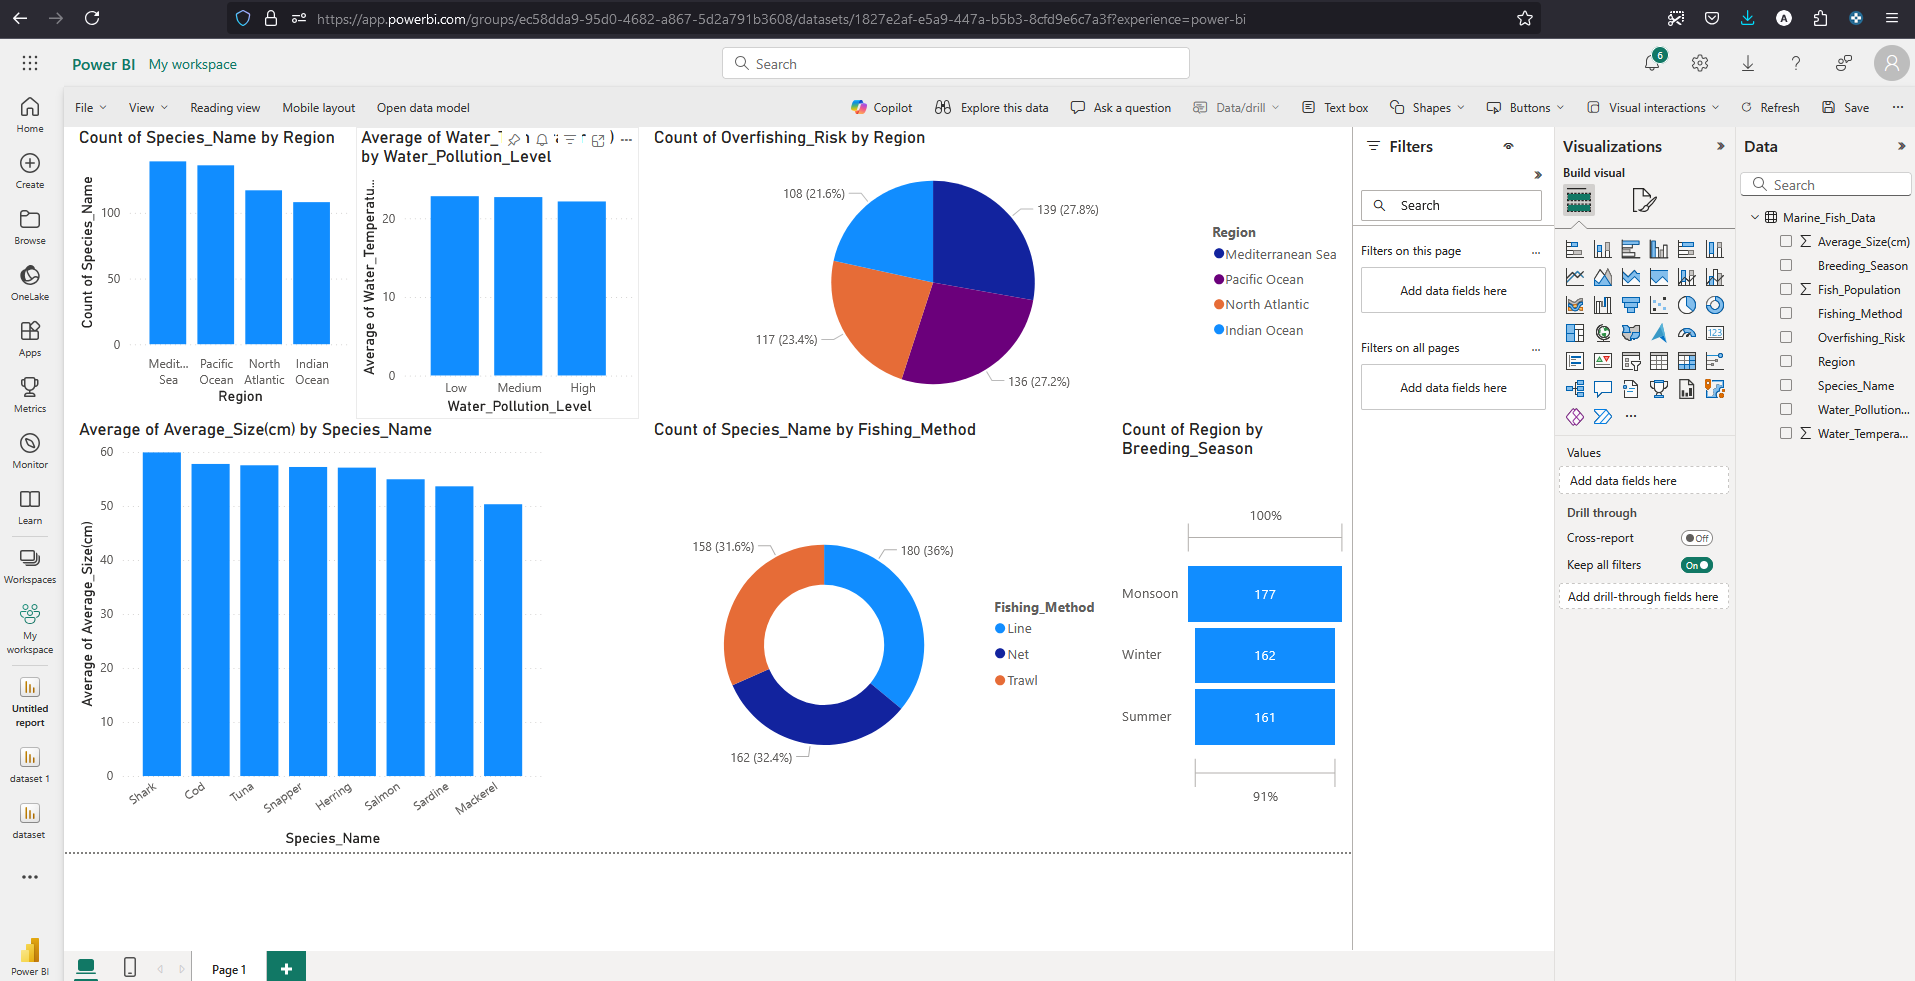 https://app.powerbi.com/groups/ec58dda9-95d0-4682-a867-5d2a791b3608/datasets/1827e2af-e5a9-447a-b5b3-8cfd9e6c7a3f?experience=power-bi
Power BI My workspace
Search
6
File View Reading view Mobile layout Open data model
Copilot Explore this data Ask a question Data/drill Text box Shapes Buttons Visual interactions Refresh Save
Home
Create
Browse
OneLake
Apps
Metrics
Monitor
Learn
Workspaces
My
workspace
Untitled
report
dataset 1
dataset
Power BI
Count of Species_Name by Region
Count of Species_Name
100
50
0
Medit...
Sea
Pacific
Ocean
North
Atlantic
Indian
Ocean
Region
Average of Water_
by Water_Pollution_Level
Average of Water_Temperatu...
20
10
0
Low Medium High
Water_Pollution_Level
Count of Overfishing_Risk by Region
108 (21.6%)
139 (27.8%)
117 (23.4%)
136 (27.2%)
Region
Mediterranean Sea
Pacific Ocean
North Atlantic
Indian Ocean
Average of Average_Size(cm) by Species_Name
Average of Average_Size(cm)
60
50
40
30
20
10
0
Shark Cod Tuna Snapper Herring Salmon Sardine Mackerel
Species_Name
Count of Species_Name by Fishing_Method
158 (31.6%)
180 (36%)
162 (32.4%)
Fishing_Method
Line
Net
Trawl
Count of Region by
Breeding_Season
100%
Monsoon 177
Winter 162
Summer 161
91%
Filters
Search
Filters on this page ...
Add data fields here
Filters on all pages ...
Add data fields here
Visualizations
Build visual
123
...
Values
Add data fields here
Drill through
Cross-report Off
Keep all filters On
Add drill-through fields here
Data
Search
Marine_Fish_Data
Average_Size(cm)
Breeding_Season
Fish_Population
Fishing_Method
Overfishing_Risk
Region
Species_Name
Water_Pollution...
Water_Tempera...
Page 1